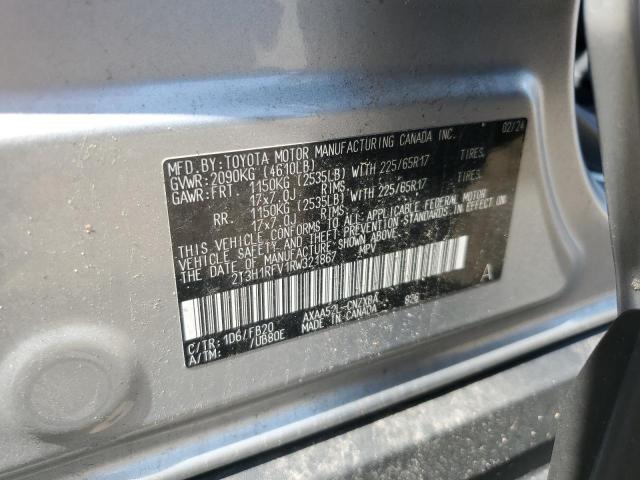 MFD. BY: TOYOTA MOTOR MANUFACTURING CANADA INC. 02/24
GVWR: 2090KG (4610LB)
GAWR: FRT. 1150KG (2535LB) WITH 225/65R17 TIRES.
17x7.0J RIMS.
RR. 1150KG (2535LB) WITH 225/65R17 TIRES.
17x7.0J RIMS.
THIS VEHICLE CONFORMS TO ALL APPLICABLE FEDERAL MOTOR
VEHICLE SAFETY, BUMPER, AND THEFT PREVENTION STANDARDS IN EFFECT
ON THE DATE OF MANUFACTURE SHOWN ABOVE.
2T3H1RFV1RW321867 MPV
A
C/TR: 1D6/FB20 AXAA52L-CNZXBA
A/TM: /UB80E MADE IN CANADA